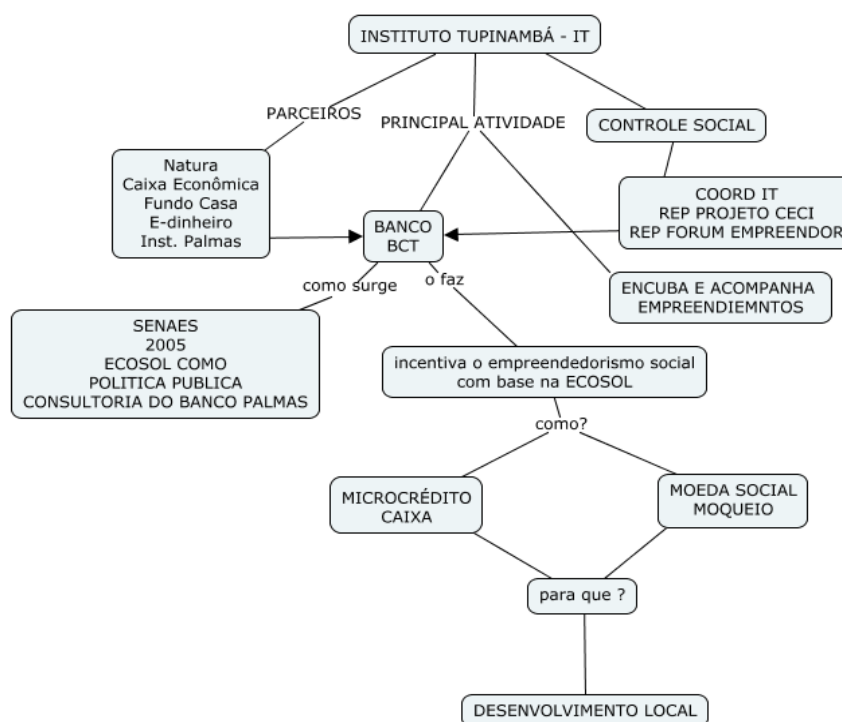 INSTITUTO TUPINAMBÁ - IT
PARCEIROS
PRINCIPAL ATIVIDADE
CONTROLE SOCIAL
Natura
Caixa Econômica
Fundo Casa
E-dinheiro
Inst. Palmas
BANCO
BCT
COORD IT
REP PROJETO CECI
REP FORUM EMPREENDOR
como surge
o faz
ENCUBA E ACOMPANHA
EMPREENDIEMNTOS
SENAES
2005
ECOSOL COMO
POLITICA PUBLICA
CONSULTORIA DO BANCO PALMAS
incentiva o empreendedorismo social
com base na ECOSOL
como?
MICROCRÉDITO
CAIXA
MOEDA SOCIAL
MOQUEIO
para que ?
DESENVOLVIMENTO LOCAL